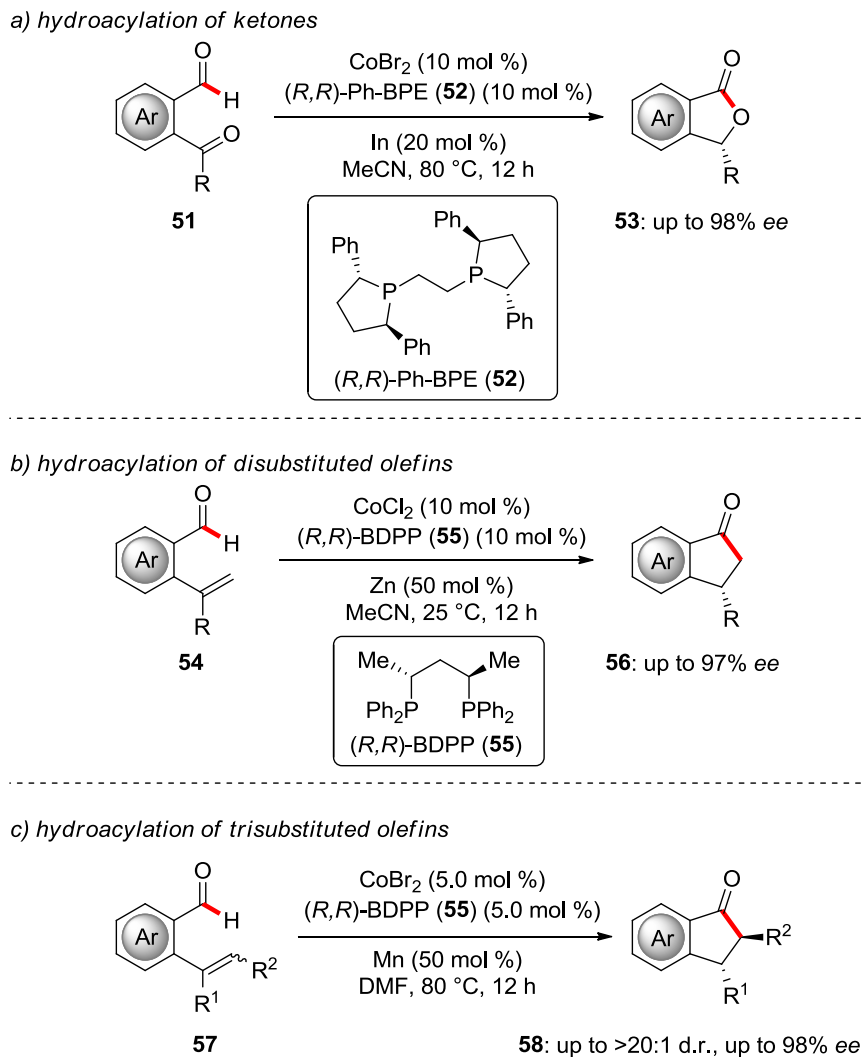 a) hydroacylation of ketones
O
H
Ar
O
R
51
CoBr2 (10 mol %)
(R,R)-Ph-BPE (52) (10 mol %)
In (20 mol %)
MeCN, 80 °C, 12 h
Ph
Ph
P
P
Ph
Ph
(R,R)-Ph-BPE (52)
O
Ar
O
R
53: up to 98% ee
b) hydroacylation of disubstituted olefins
O
H
Ar
R
54
CoCl2 (10 mol %)
(R,R)-BDPP (55) (10 mol %)
Zn (50 mol %)
MeCN, 25 °C, 12 h
Me Me
Ph2P PPh2
(R,R)-BDPP (55)
O
Ar
R
56: up to 97% ee
c) hydroacylation of trisubstituted olefins
O
H
Ar
R2
R1
57
CoBr2 (5.0 mol %)
(R,R)-BDPP (55) (5.0 mol %)
Mn (50 mol %)
DMF, 80 °C, 12 h
O
Ar
R2
R1
58: up to >20:1 d.r., up to 98% ee